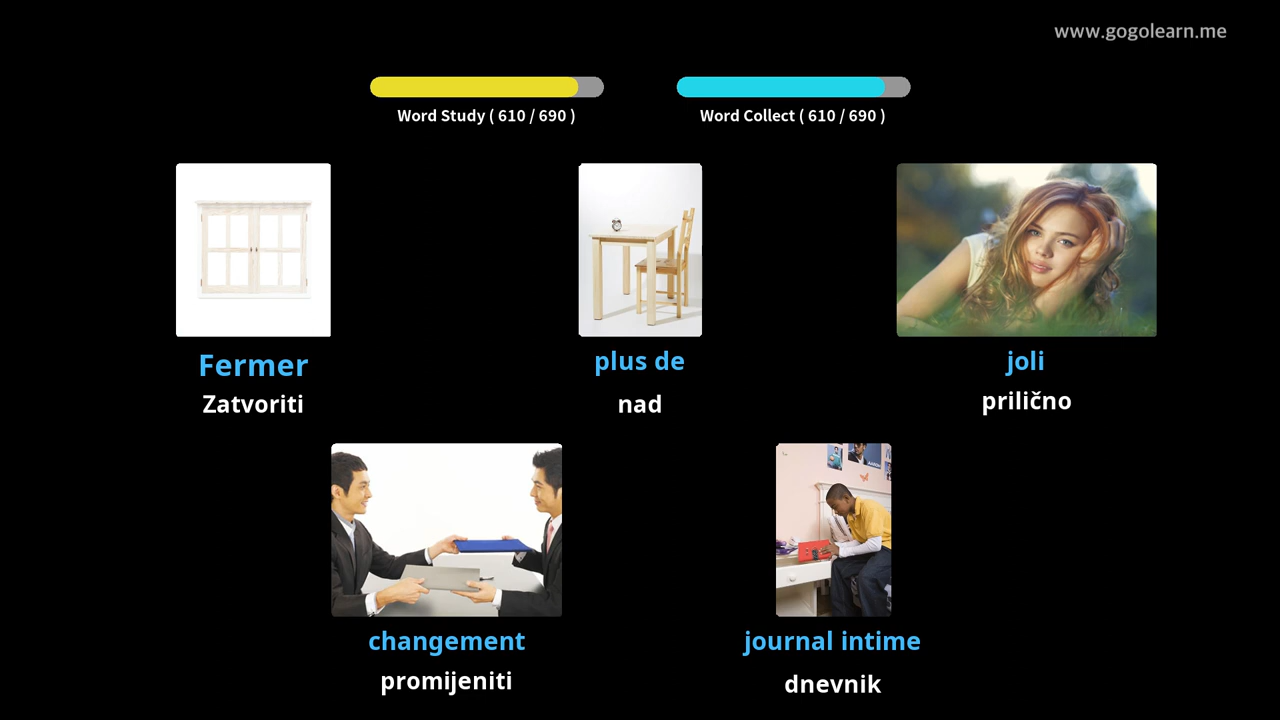 www.gogolearn.me
Word Study ( 610 / 690 )
Word Collect ( 610 / 690 )
Fermer
Zatvoriti
plus de
nad
joli
prilično
changement
promijeniti
journal intime
dnevnik